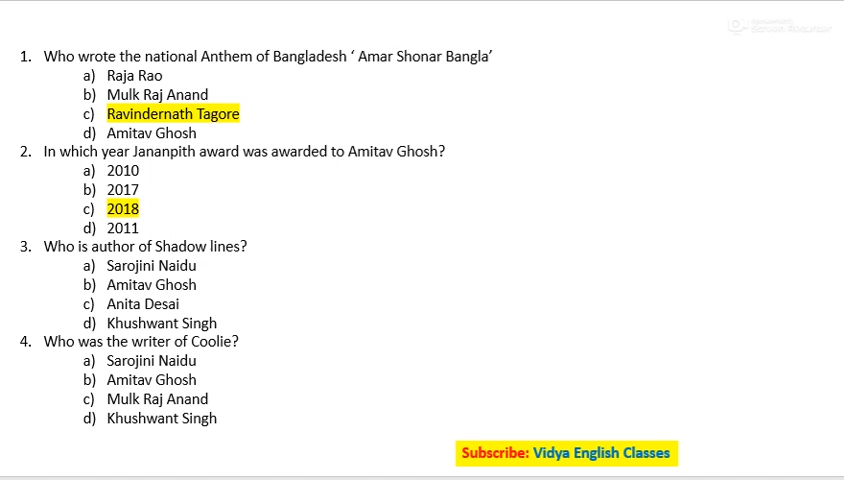 1. Who wrote the national Anthem of Bangladesh ‘ Amar Shonar Bangla’
a) Raja Rao
b) Mulk Raj Anand
c) Ravindernath Tagore
d) Amitav Ghosh
2. In which year Jananpith award was awarded to Amitav Ghosh?
a) 2010
b) 2017
c) 2018
d) 2011
3. Who is author of Shadow lines?
a) Sarojini Naidu
b) Amitav Ghosh
c) Anita Desai
d) Khushwant Singh
4. Who was the writer of Coolie?
a) Sarojini Naidu
b) Amitav Ghosh
c) Mulk Raj Anand
d) Khushwant Singh
Subscribe: Vidya English Classes